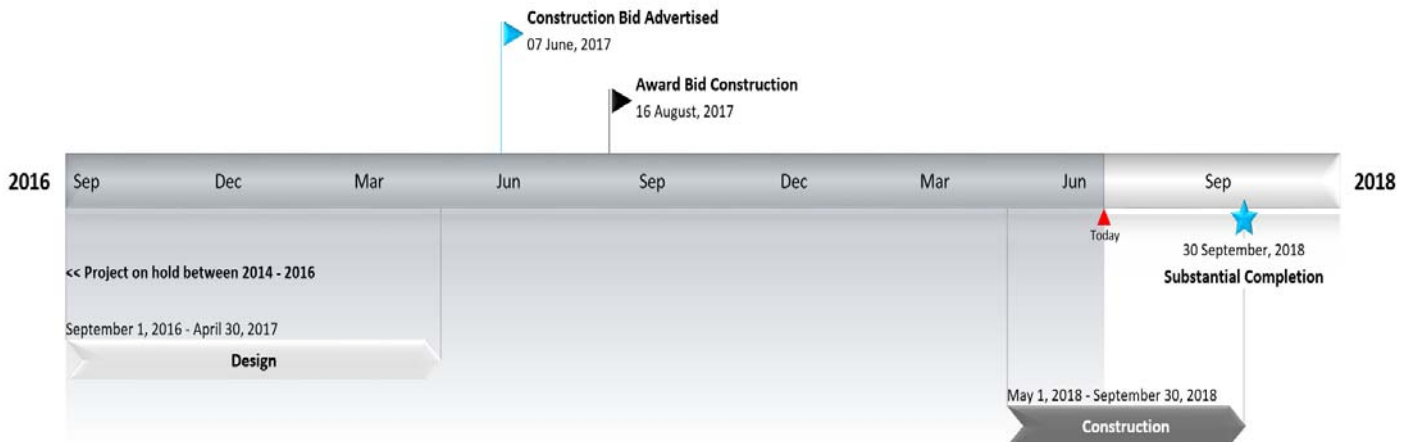 Construction Bid Advertised
07 June, 2017
Award Bid Construction
16 August, 2017
2016 Sep Dec Mar Jun Sep Dec Mar Jun Sep 2018
Today
30 September, 2018
Substantial Completion
<< Project on hold between 2014 - 2016
September 1, 2016 - April 30, 2017
Design
May 1, 2018 - September 30, 2018
Construction